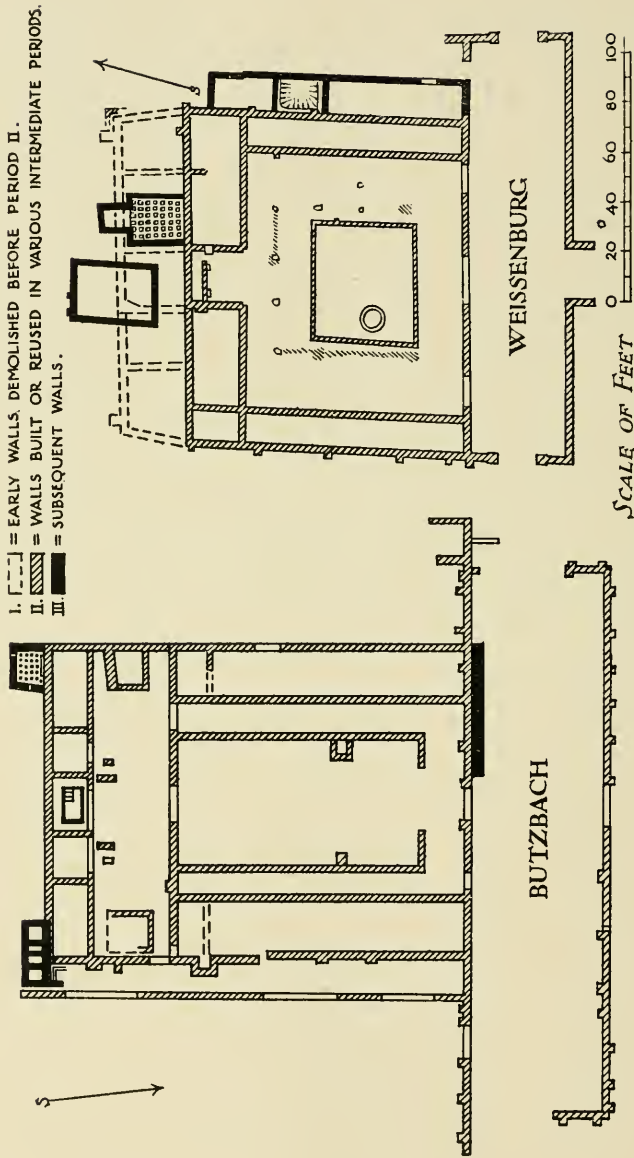 I. = EARLY WALLS, DEMOLISHED BEFORE PERIOD II.
II. = WALLS BUILT OR REUSED IN VARIOUS INTERMEDIATE PERIODS.
III. = SUBSEQUENT WALLS.
S
S
BUTZBACH
WEISSENBURG
0 20 40 60 80 100
SCALE OF FEET